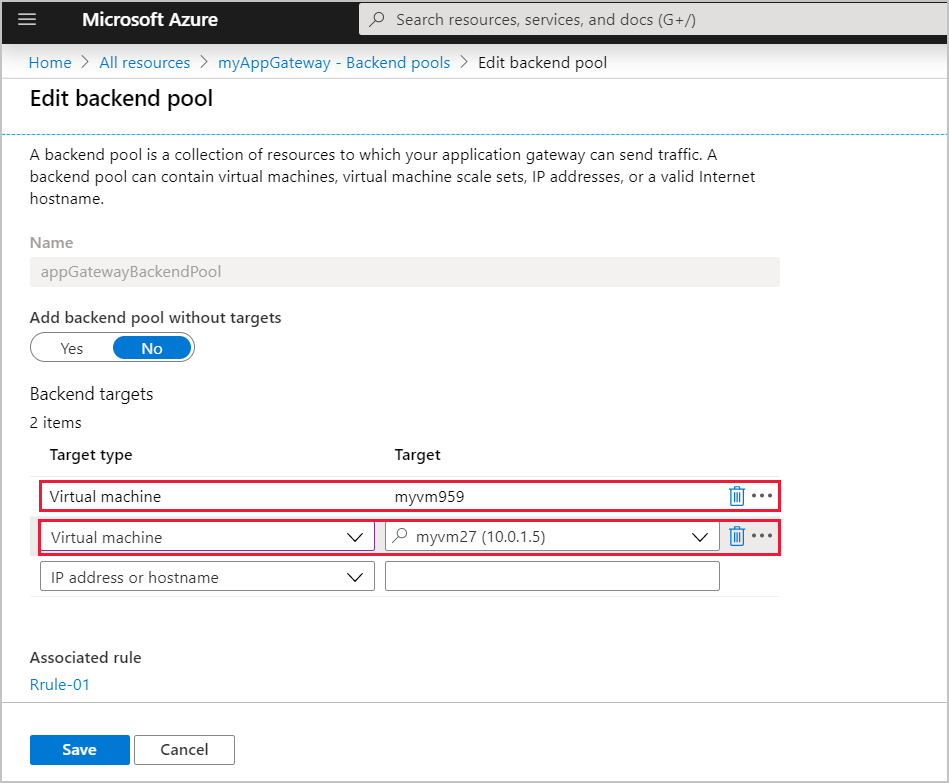 Microsoft Azure
Search resources, services, and docs (G+/)
Home > All resources > myAppGateway - Backend pools > Edit backend pool
Edit backend pool
A backend pool is a collection of resources to which your application gateway can send traffic. A
backend pool can contain virtual machines, virtual machine scale sets, IP addresses, or a valid Internet
hostname.
Name
appGatewayBackendPool
Add backend pool without targets
Yes No
Backend targets
2 items
Target type Target
Virtual machine myvm959
Virtual machine myvm27 (10.0.1.5)
IP address or hostname
Associated rule
Rrule-01
Save Cancel